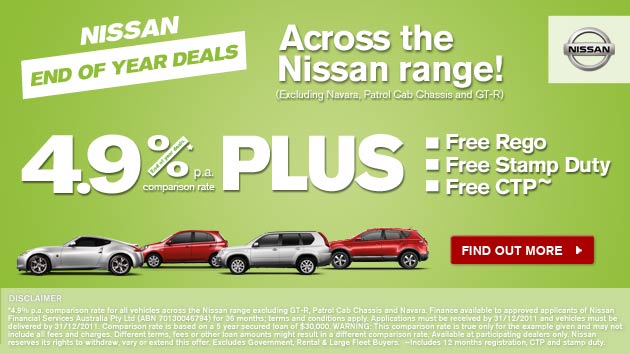 NISSAN
END OF YEAR DEALS
Across the
Nissan range!
(Excluding Navara, Patrol Cab Chassis and GT-R)
NISSAN
4.9%* p.a.
End of year deals
comparison rate
PLUS
Free Rego
Free Stamp Duty
Free CTP~
FIND OUT MORE
DISCLAIMER
*4.9% p.a. comparison rate for all vehicles across the Nissan range excluding GT-R, Patrol Cab Chassis and Navara. Finance available to approved applicants of Nissan
Financial Services Australia Pty Ltd (ABN 70130046794) for 36 months; terms and conditions apply. Applications must be received by 31/12/2011 and vehicles must be
delivered by 31/12/2011. Comparison rate is based on a 5 year secured loan of $30,000. WARNING: This comparison rate is true only for the example given and may not
include all fees and charges. Different terms, fees or other loan amounts might result in a different comparison rate. Available at participating dealers only. Nissan
reserves its right to withdraw, vary or extend this offer. Excludes Government, Rental & Large Fleet Buyers. ~Includes 12 months registration, CTP and stamp duty.